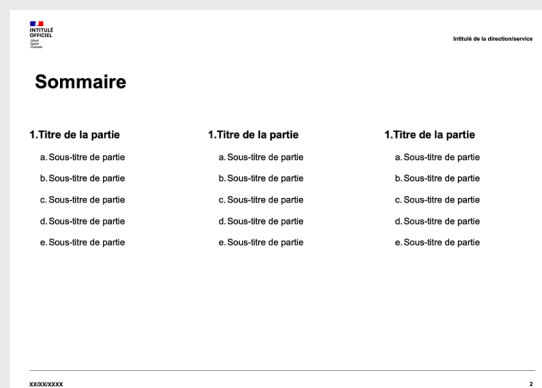 INTITULÉ
OFFICIEL
Liberté
Égalité
Fraternité
Intitulé de la direction/service
Sommaire
1.Titre de la partie
a. Sous-titre de partie
b. Sous-titre de partie
c. Sous-titre de partie
d. Sous-titre de partie
e. Sous-titre de partie
1.Titre de la partie
a. Sous-titre de partie
b. Sous-titre de partie
c. Sous-titre de partie
d. Sous-titre de partie
e. Sous-titre de partie
1.Titre de la partie
a. Sous-titre de partie
b. Sous-titre de partie
c. Sous-titre de partie
d. Sous-titre de partie
e. Sous-titre de partie
XX/XX/XXXX
2